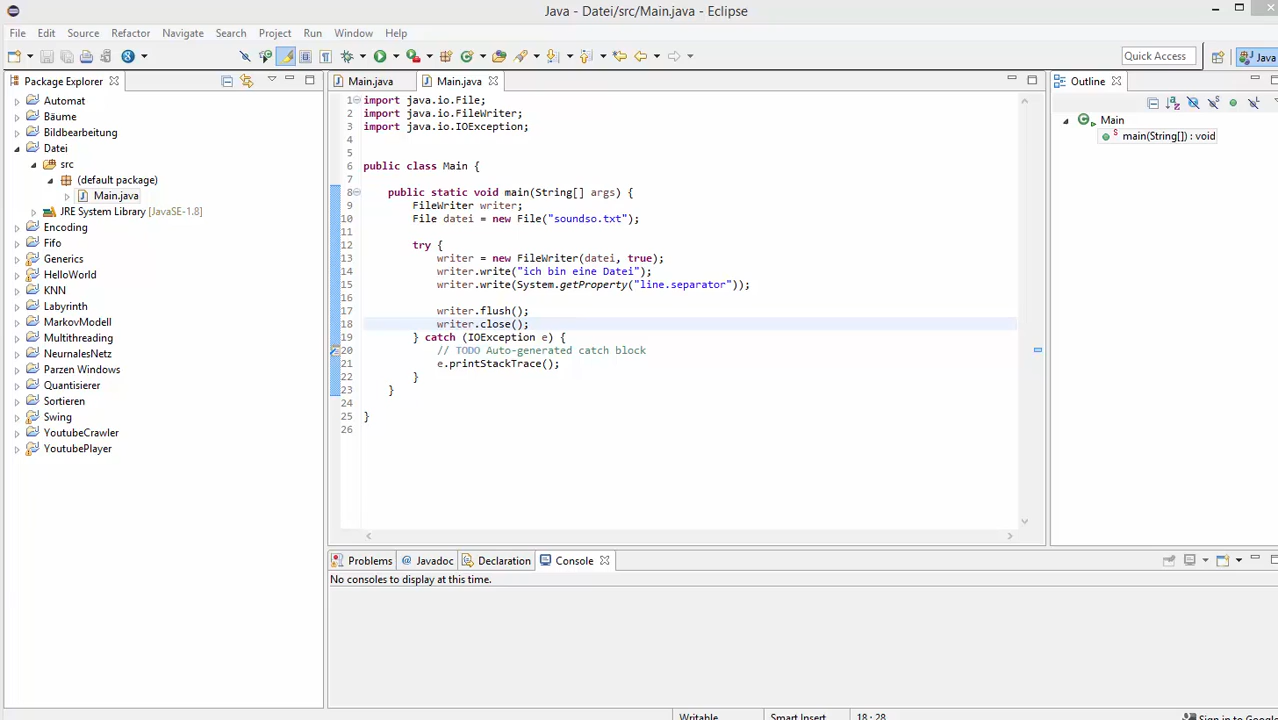 Java - Datei/src/Main.java - Eclipse
File Edit Source Refactor Navigate Search Project Run Window Help
Quick Access
Java
Package Explorer
Automat
Bäume
Bildbearbeitung
Datei
src
(default package)
Main.java
JRE System Library [JavaSE-1.8]
Encoding
Fifo
Generics
HelloWorld
KNN
Labyrinth
MarkovModell
Multithreading
NeurnalesNetz
Parzen Windows
Quantisierer
Sortieren
Swing
YoutubeCrawler
YoutubePlayer
Main.java Main.java
1 import java.io.File;
2 import java.io.FileWriter;
3 import java.io.IOException;
4
5
6 public class Main {
7
8 public static void main(String[] args) {
9 FileWriter writer;
10 File datei = new File("soundso.txt");
11
12 try {
13 writer = new FileWriter(datei, true);
14 writer.write("ich bin eine Datei");
15 writer.write(System.getProperty("line.separator"));
16
17 writer.flush();
18 writer.close();
19 } catch (IOException e) {
20 // TODO Auto-generated catch block
21 e.printStackTrace();
22 }
23 }
24
25 }
26
Outline
Main
main(String[]) : void
Problems Javadoc Declaration Console
No consoles to display at this time.
Writable Smart Insert 18 : 28 Sign in to Google